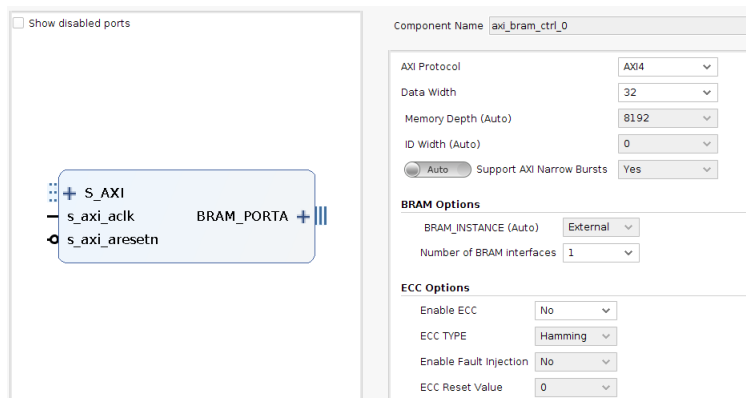 Show disabled ports
S_AXI
s_axi_aclk
BRAM_PORTA
s_axi_aresetn
Component Name axi_bram_ctrl_0
AXI Protocol AXI4
Data Width 32
Memory Depth (Auto) 8192
ID Width (Auto) 0
Auto Support AXI Narrow Bursts Yes
BRAM Options
BRAM_INSTANCE (Auto) External
Number of BRAM interfaces 1
ECC Options
Enable ECC No
ECC TYPE Hamming
Enable Fault Injection No
ECC Reset Value 0